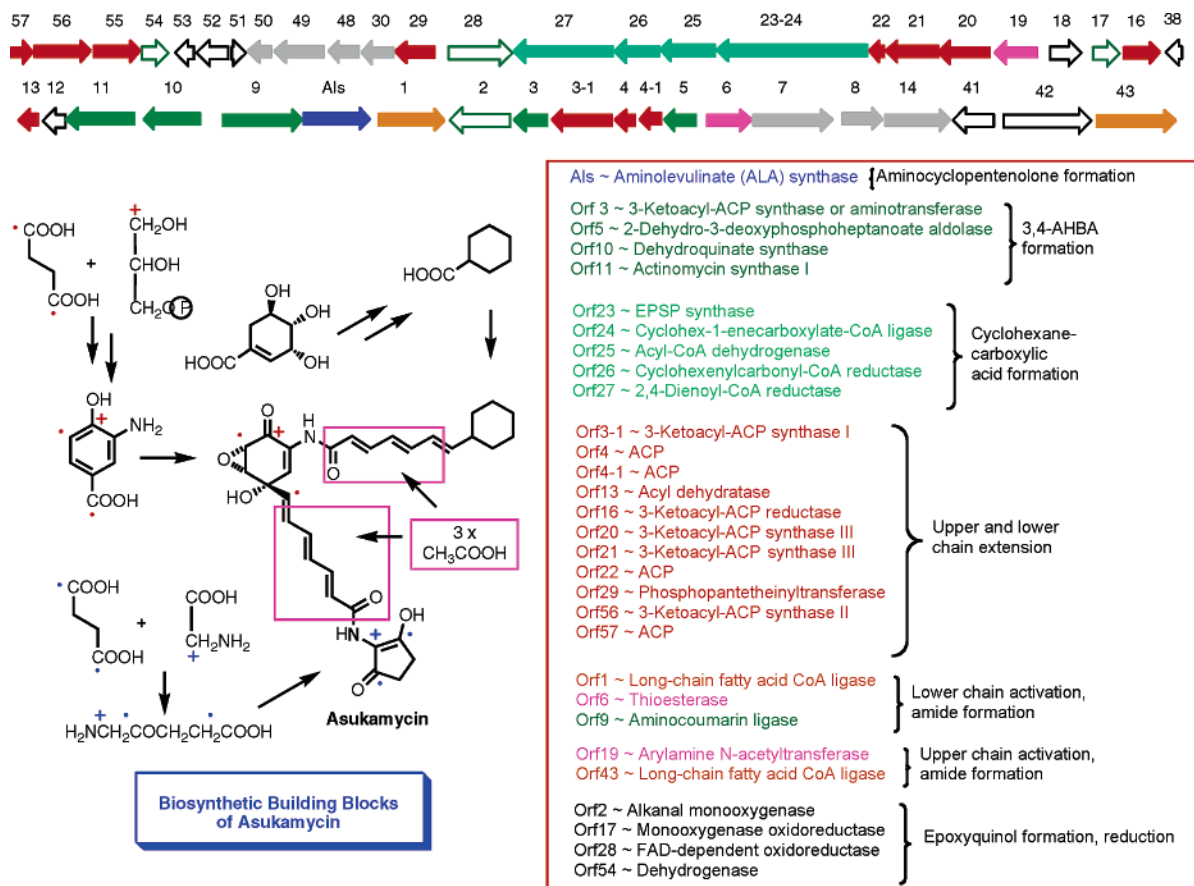 57 56 55 54 53 52 51 50 49 48 30 29 28 27 26 25 23-24 22 21 20 19 18 17 16 38
13 12 11 10 9 Als 1 2 3 3-1 4 4-1 5 6 7 8 14 41 42 43
Als ~ Aminolevulinate (ALA) synthase
Aminocyclopentenolone formation
Orf 3 ~ 3-Ketoacyl-ACP synthase or aminotransferase
Orf5 ~ 2-Dehydro-3-deoxyphosphoheptanoate aldolase
Orf10 ~ Dehydroquinate synthase
Orf11 ~ Actinomycin synthase I
3,4-AHBA
formation
Orf23 ~ EPSP synthase
Orf24 ~ Cyclohex-1-enecarboxylate-CoA ligase
Orf25 ~ Acyl-CoA dehydrogenase
Orf26 ~ Cyclohexenylcarbonyl-CoA reductase
Orf27 ~ 2,4-Dienoyl-CoA reductase
Cyclohexane-
carboxylic
acid formation
Orf3-1 ~ 3-Ketoacyl-ACP synthase I
Orf4 ~ ACP
Orf4-1 ~ ACP
Orf13 ~ Acyl dehydratase
Orf16 ~ 3-Ketoacyl-ACP reductase
Orf20 ~ 3-Ketoacyl-ACP synthase III
Orf21 ~ 3-Ketoacyl-ACP synthase III
Orf22 ~ ACP
Orf29 ~ Phosphopantetheinyltransferase
Orf56 ~ 3-Ketoacyl-ACP synthase II
Orf57 ~ ACP
Upper and lower
chain extension
Orf1 ~ Long-chain fatty acid CoA ligase
Orf6 ~ Thioesterase
Orf9 ~ Aminocoumarin ligase
Lower chain activation,
amide formation
Orf19 ~ Arylamine N-acetyltransferase
Orf43 ~ Long-chain fatty acid CoA ligase
Upper chain activation,
amide formation
Orf2 ~ Alkanal monooxygenase
Orf17 ~ Monooxygenase oxidoreductase
Orf28 ~ FAD-dependent oxidoreductase
Orf54 ~ Dehydrogenase
Epoxyquinol formation, reduction
COOH
COOH
+
+
CH₂OH
CHOH
CH₂OP
HOOC
OH
OH
OH
HOOC
OH
+
NH₂
COOH
O
+
H
N
O
O
HO
3 x
CH₃COOH
O
HN
OH
+
O
Asukamycin
COOH
COOH
+
COOH
CH₂NH₂
+
+
H₂NCH₂COCH₂CH₂COOH
Biosynthetic Building Blocks
of Asukamycin